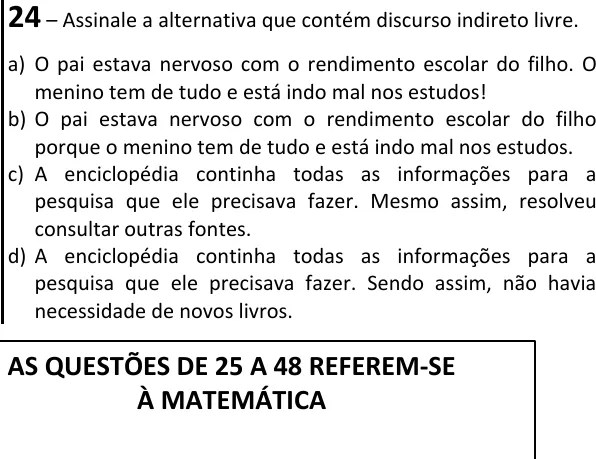 24 – Assinale a alternativa que contém discurso indireto livre.
a) O pai estava nervoso com o rendimento escolar do filho. O
menino tem de tudo e está indo mal nos estudos!
b) O pai estava nervoso com o rendimento escolar do filho
porque o menino tem de tudo e está indo mal nos estudos.
c) A enciclopédia continha todas as informações para a
pesquisa que ele precisava fazer. Mesmo assim, resolveu
consultar outras fontes.
d) A enciclopédia continha todas as informações para a
pesquisa que ele precisava fazer. Sendo assim, não havia
necessidade de novos livros.
AS QUESTÕES DE 25 A 48 REFEREM-SE
À MATEMÁTICA